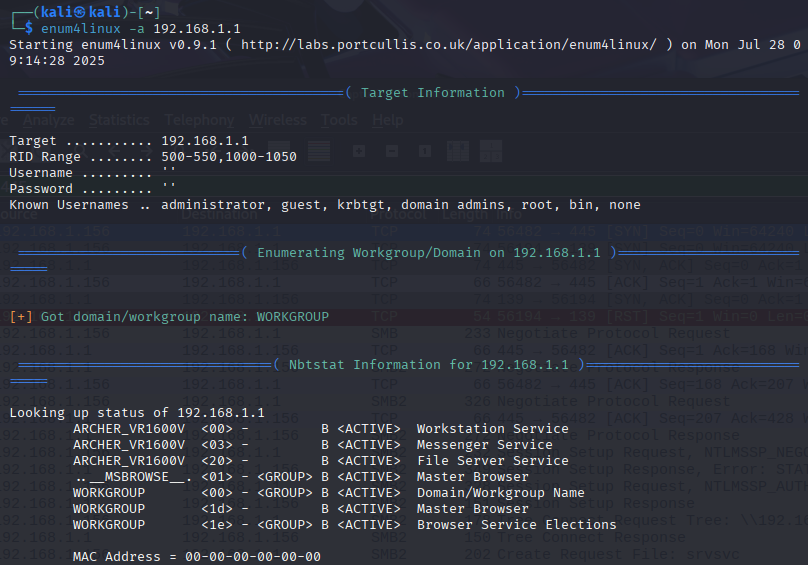 ┌──(kali㉿kali)-[~]
└─$ enum4linux -a 192.168.1.1
Starting enum4linux v0.9.1 ( http://labs.portcullis.co.uk/application/enum4linux/ ) on Mon Jul 28 0
9:14:28 2025
=========================================( Target Information )=========================================
Target ........... 192.168.1.1
RID Range ........ 500-550,1000-1050
Username ......... ''
Password ......... ''
Known Usernames .. administrator, guest, krbtgt, domain admins, root, bin, none
============================( Enumerating Workgroup/Domain on 192.168.1.1 )============================
[+] Got domain/workgroup name: WORKGROUP
================================( Nbtstat Information for 192.168.1.1 )================================
Looking up status of 192.168.1.1
ARCHER_VR1600V <00> - B <ACTIVE> Workstation Service
ARCHER_VR1600V <03> - B <ACTIVE> Messenger Service
ARCHER_VR1600V <20> - B <ACTIVE> File Server Service
..__MSBROWSE__. <01> - <GROUP> B <ACTIVE> Master Browser
WORKGROUP <00> - <GROUP> B <ACTIVE> Domain/Workgroup Name
WORKGROUP <1d> - B <ACTIVE> Master Browser
WORKGROUP <1e> - <GROUP> B <ACTIVE> Browser Service Elections
MAC Address = 00-00-00-00-00-00